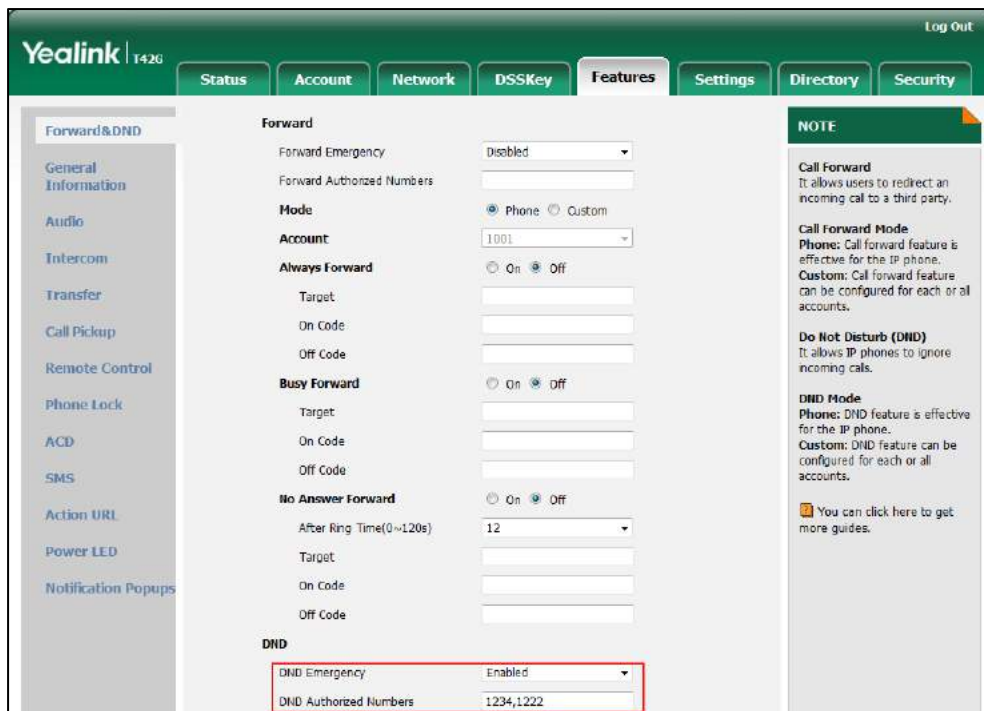 Log Out
Yealink T42G
Status Account Network DSSKey Features Settings Directory Security
Forward&DND
General
Information
Audio
Intercom
Transfer
Call Pickup
Remote Control
Phone Lock
ACD
SMS
Action URL
Power LED
Notification Popups
Forward
Forward Emergency Disabled
Forward Authorized Numbers
Mode Phone Custom
Account 1001
Always Forward On Off
Target
On Code
Off Code
Busy Forward On Off
Target
On Code
Off Code
No Answer Forward On Off
After Ring Time(0~120s) 12
Target
On Code
Off Code
DND
DND Emergency Enabled
DND Authorized Numbers 1234,1222
NOTE
Call Forward
It allows users to redirect an
incoming call to a third party.
Call Forward Mode
Phone: Call forward feature is
effective for the IP phone.
Custom: Call forward feature
can be configured for each or all
accounts.
Do Not Disturb (DND)
It allows IP phones to ignore
incoming calls.
DND Mode
Phone: DND feature is effective
for the IP phone.
Custom: DND feature can be
configured for each or all
accounts.
You can click here to get
more guides.